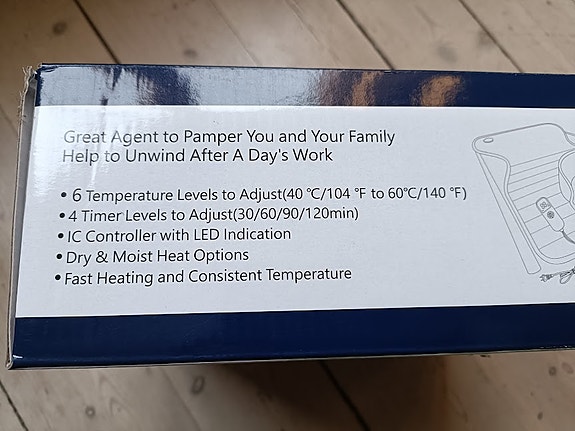 Great Agent to Pamper You and Your Family
Help to Unwind After A Day's Work
• 6 Temperature Levels to Adjust(40 ℃/104 °F to 60℃/140 °F)
• 4 Timer Levels to Adjust(30/60/90/120min)
• IC Controller with LED Indication
• Dry & Moist Heat Options
• Fast Heating and Consistent Temperature